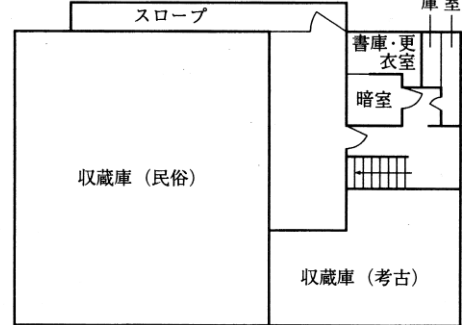 スロープ
庫 室
書庫・更
衣室
暗室
収蔵庫（民俗）
収蔵庫（考古）